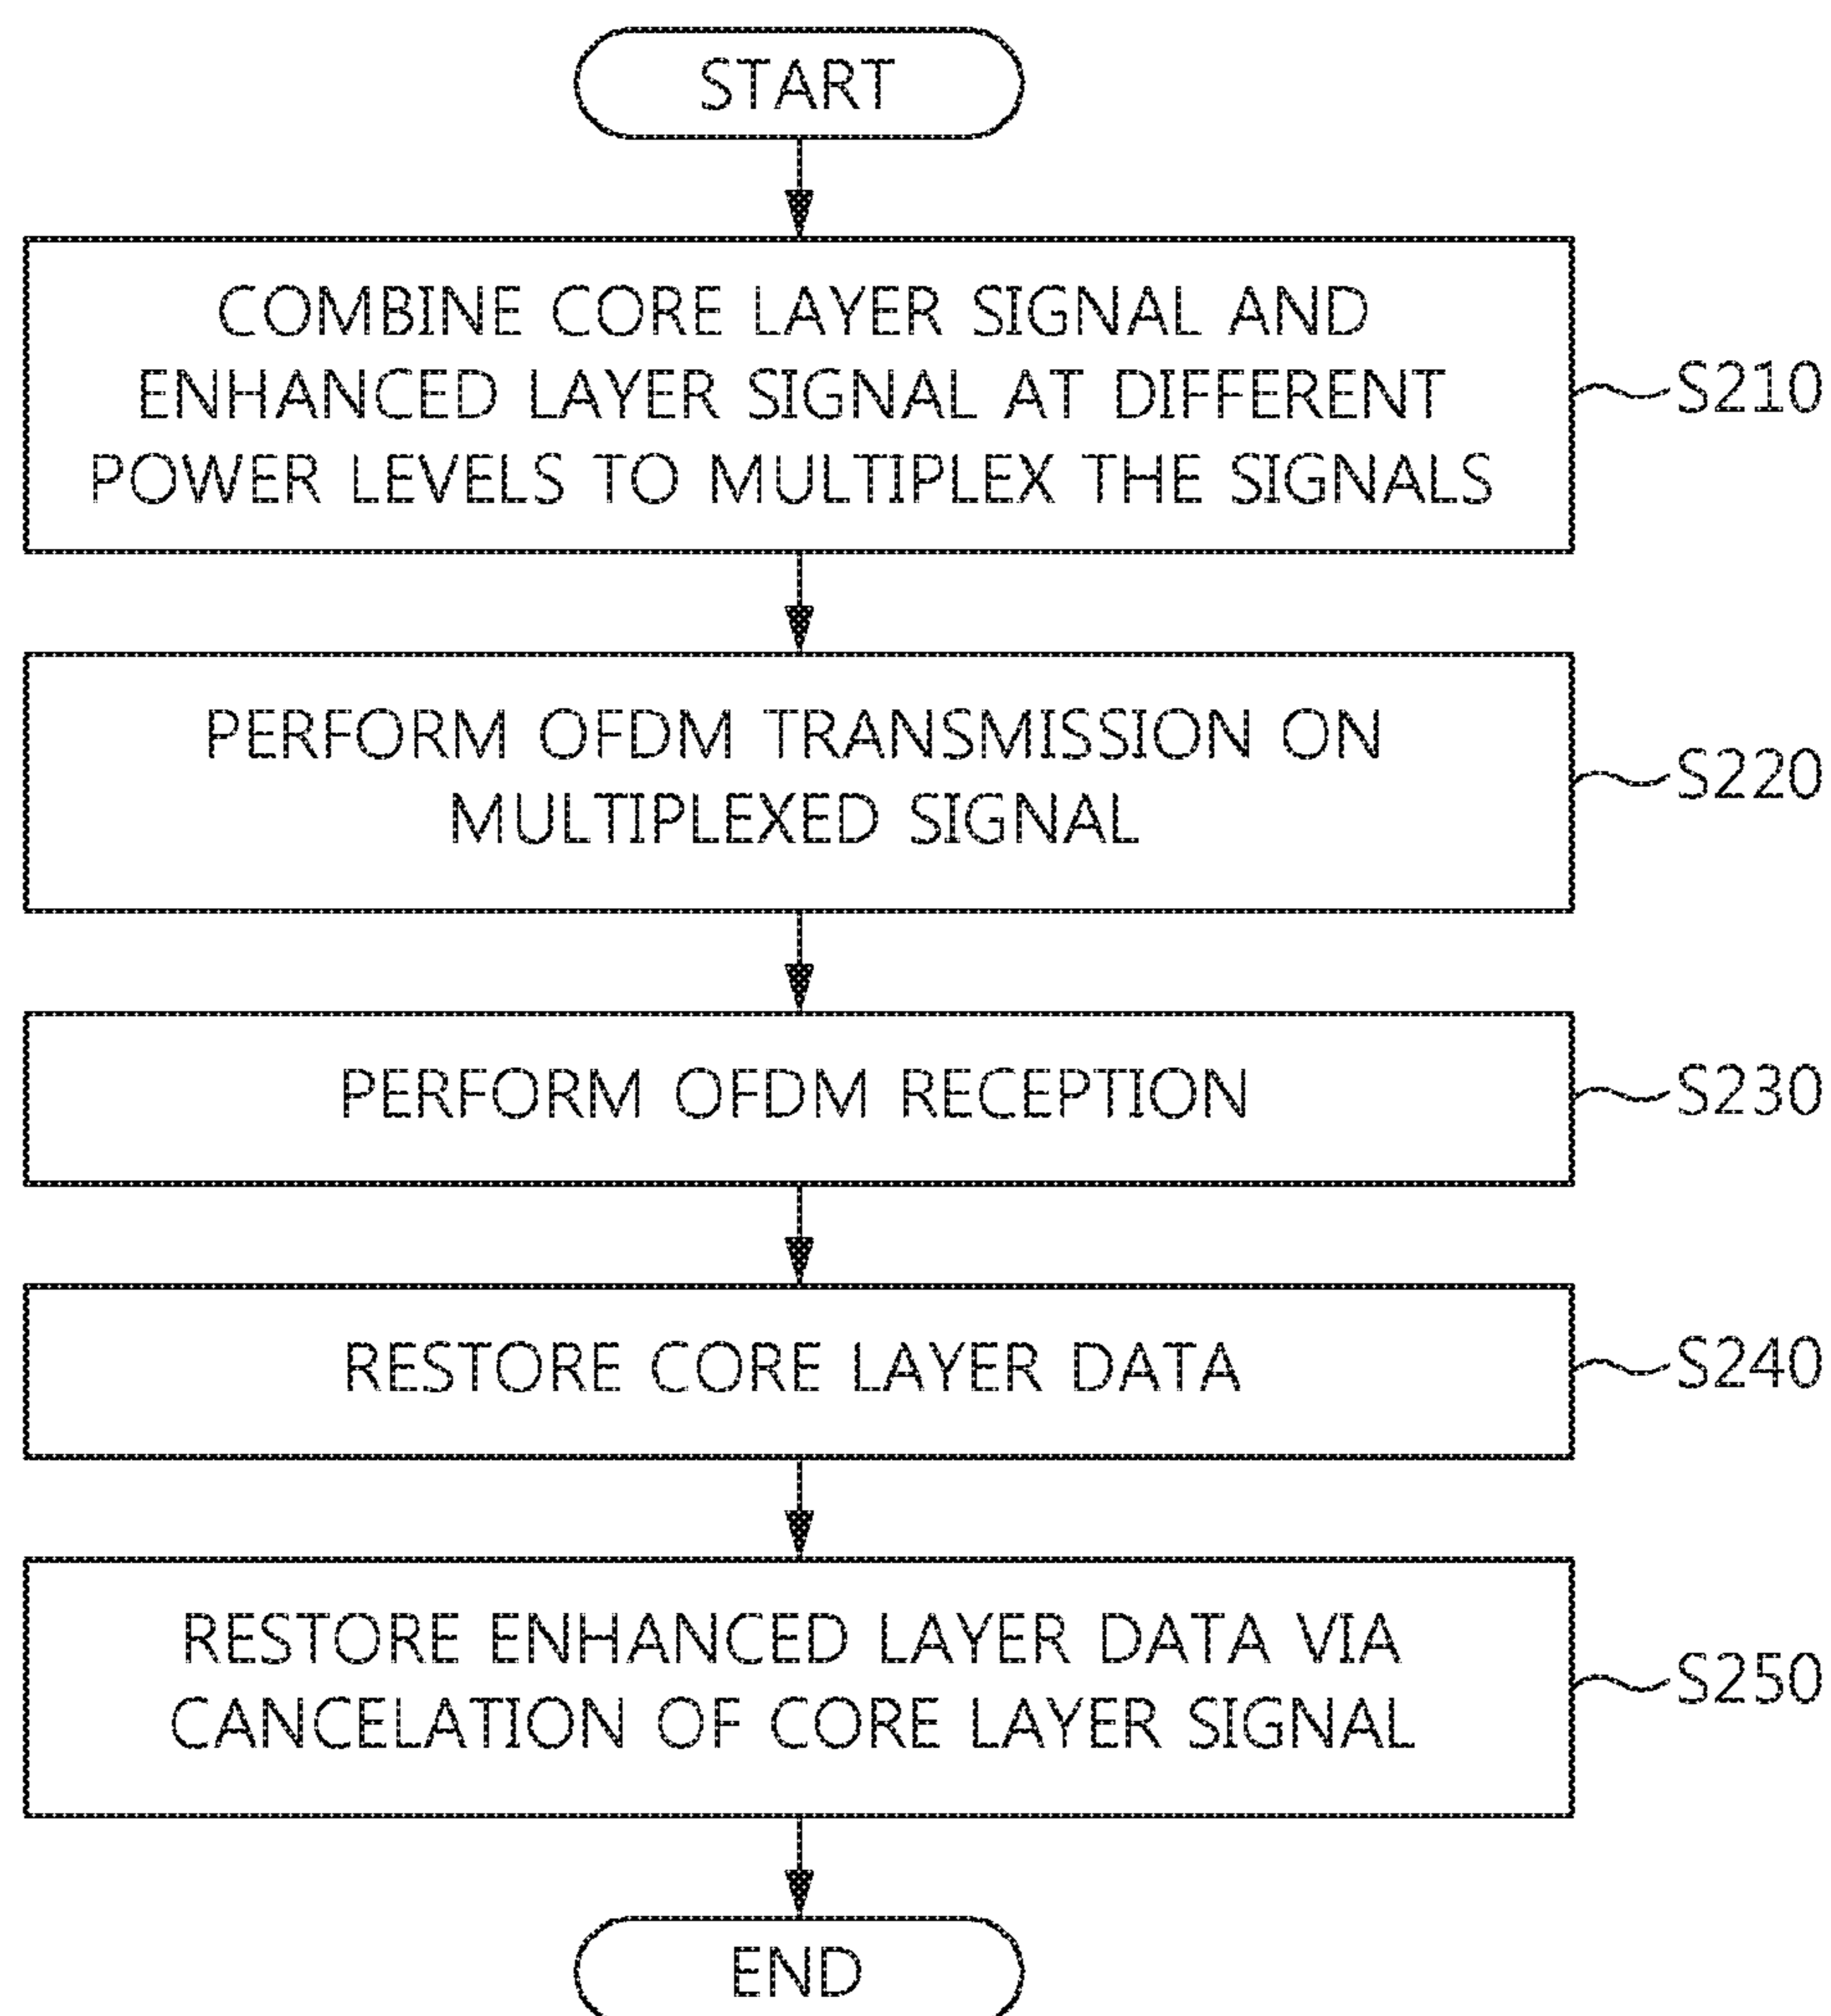 START
COMBINE CORE LAYER SIGNAL AND
ENHANCED LAYER SIGNAL AT DIFFERENT
POWER LEVELS TO MULTIPLEX THE SIGNALS
S210
PERFORM OFDM TRANSMISSION ON
MULTIPLEXED SIGNAL
S220
PERFORM OFDM RECEPTION
S230
RESTORE CORE LAYER DATA
S240
RESTORE ENHANCED LAYER DATA VIA
CANCELATION OF CORE LAYER SIGNAL
S250
END